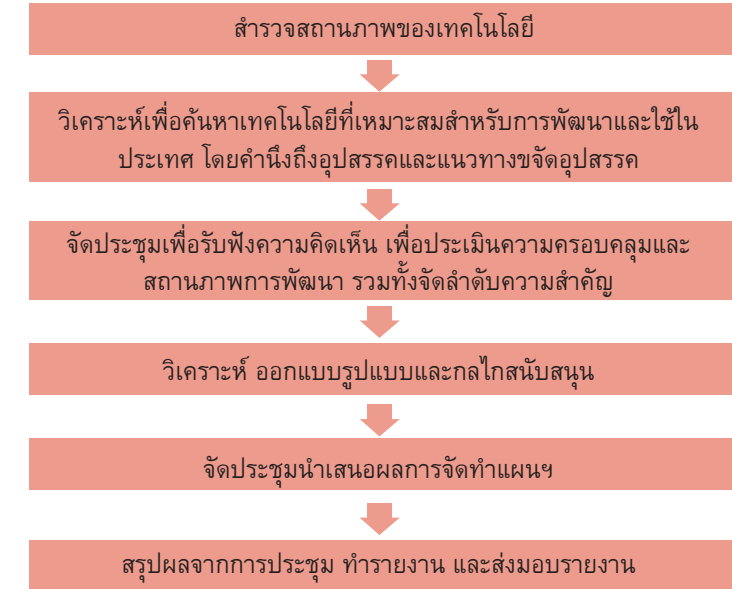 สำรวจสถานภาพของเทคโนโลยี
วิเคราะห์เพื่อค้นหาเทคโนโลยีที่เหมาะสมสำหรับการพัฒนาและใช้ใน
ประเทศ โดยคำนึงถึงอุปสรรคและแนวทางขจัดอุปสรรค
จัดประชุมเพื่อรับฟังความคิดเห็น เพื่อประเมินความครอบคลุมและ
สถานภาพการพัฒนา รวมทั้งจัดลำดับความสำคัญ
วิเคราะห์ ออกแบบรูปแบบและกลไกสนับสนุน
จัดประชุมนำเสนอผลการจัดทำแผนฯ
สรุปผลจากการประชุม ทำรายงาน และส่งมอบรายงาน